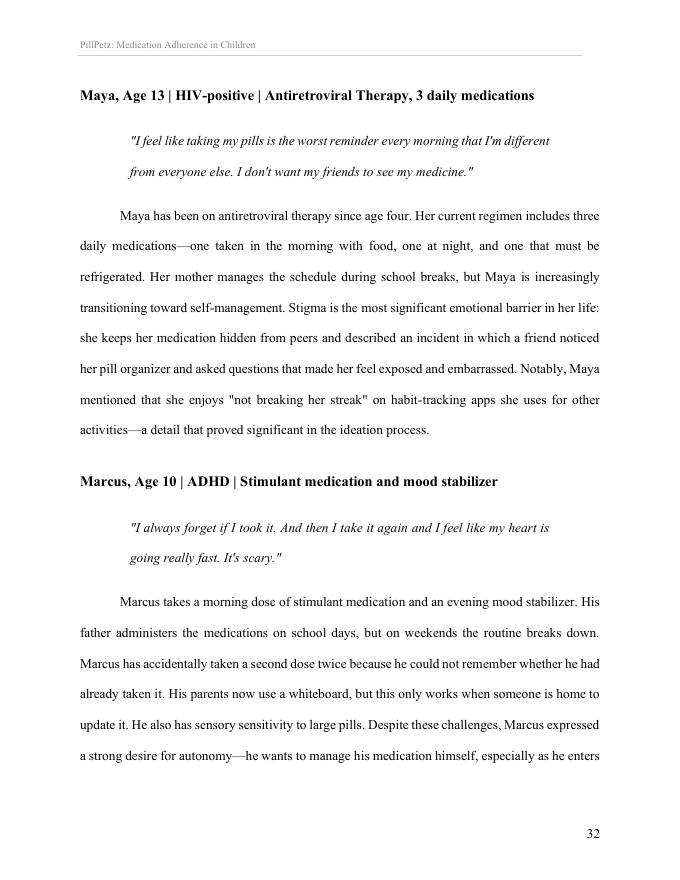 PillPetz: Medication Adherence in Children
Maya, Age 13 | HIV-positive | Antiretroviral Therapy, 3 daily medications
"I feel like taking my pills is the worst reminder every morning that I'm different
from everyone else. I don't want my friends to see my medicine."
Maya has been on antiretroviral therapy since age four. Her current regimen includes three
daily medications—one taken in the morning with food, one at night, and one that must be
refrigerated. Her mother manages the schedule during school breaks, but Maya is increasingly
transitioning toward self-management. Stigma is the most significant emotional barrier in her life:
she keeps her medication hidden from peers and described an incident in which a friend noticed
her pill organizer and asked questions that made her feel exposed and embarrassed. Notably, Maya
mentioned that she enjoys "not breaking her streak" on habit-tracking apps she uses for other
activities—a detail that proved significant in the ideation process.
Marcus, Age 10 | ADHD | Stimulant medication and mood stabilizer
"I always forget if I took it. And then I take it again and I feel like my heart is
going really fast. It's scary."
Marcus takes a morning dose of stimulant medication and an evening mood stabilizer. His
father administers the medications on school days, but on weekends the routine breaks down.
Marcus has accidentally taken a second dose twice because he could not remember whether he had
already taken it. His parents now use a whiteboard, but this only works when someone is home to
update it. He also has sensory sensitivity to large pills. Despite these challenges, Marcus expressed
a strong desire for autonomy—he wants to manage his medication himself, especially as he enters
32